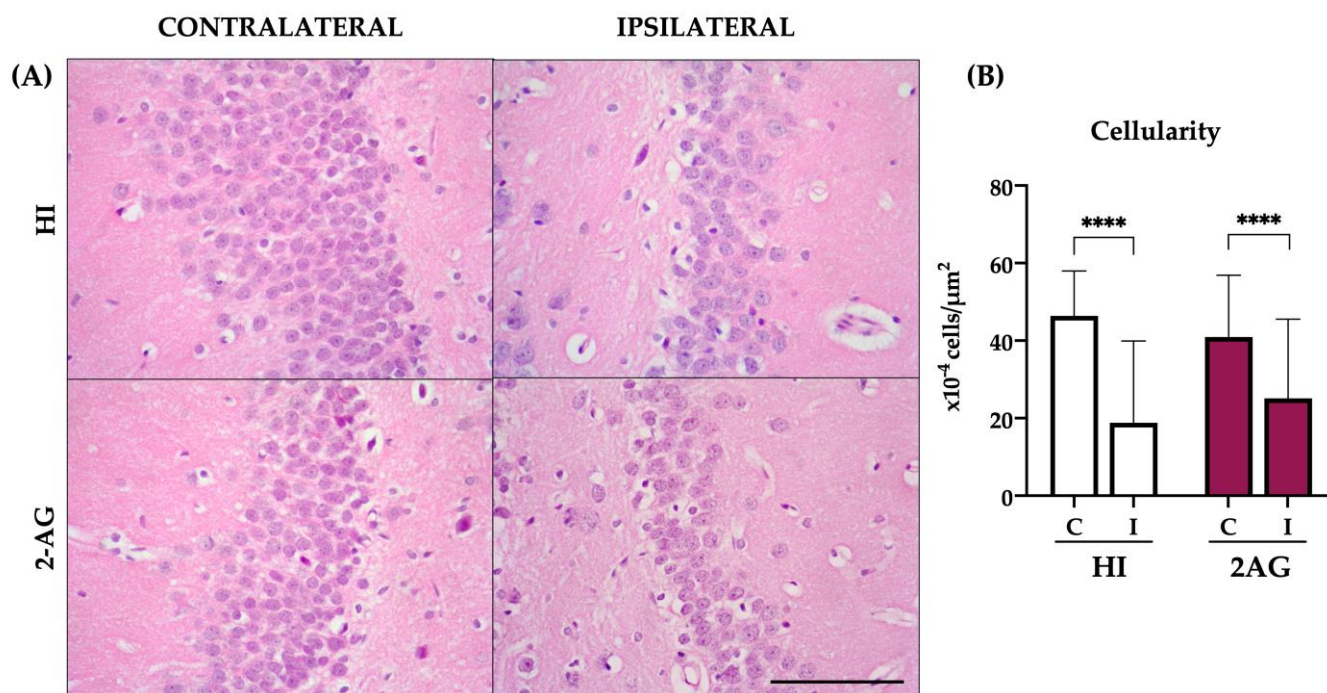 CONTRALATERAL IPSILATERAL
(A)
HI
2-AG
(B)
Cellularity
x10⁻⁴ cells/µm²
80
60
40
20
0
**** ****
C I C I
HI 2AG